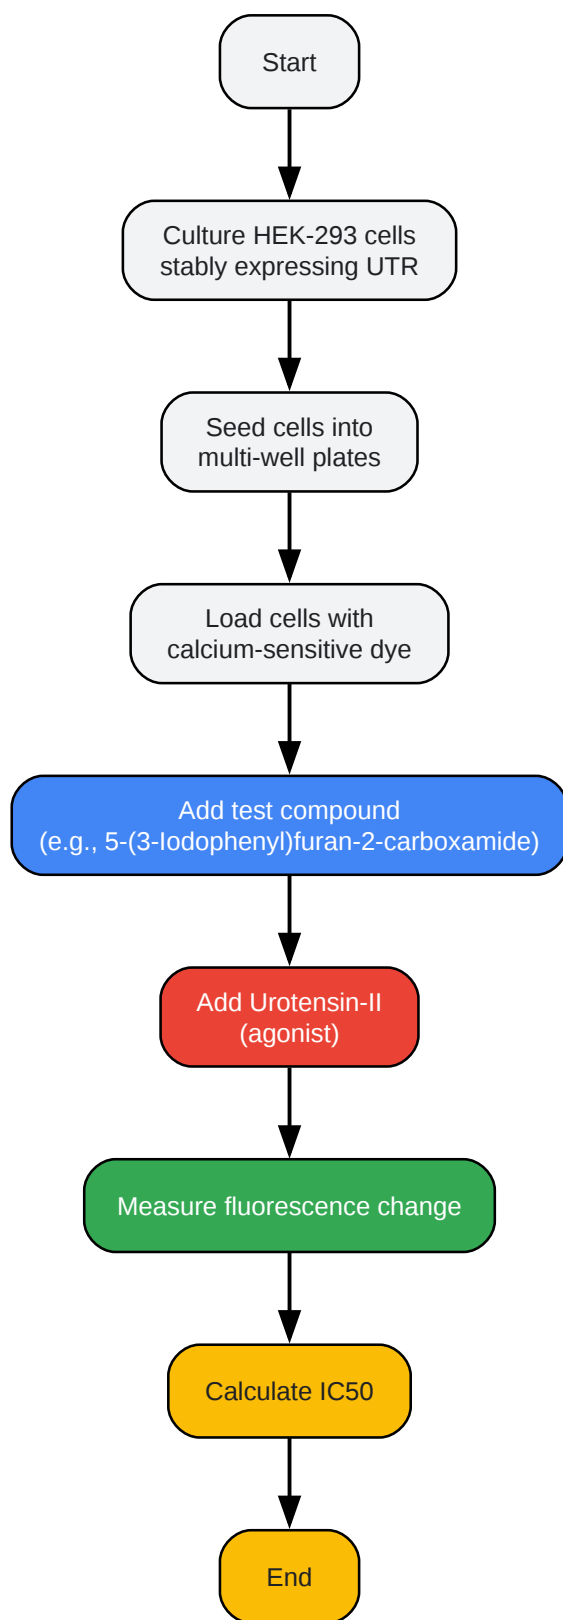 Start
Culture HEK-293 cells
stably expressing UTR
Seed cells into
multi-well plates
Load cells with
calcium-sensitive dye
Add test compound
(e.g., 5-(3-Iodophenyl)furan-2-carboxamide)
Add Urotensin-II
(agonist)
Measure fluorescence change
Calculate IC50
End